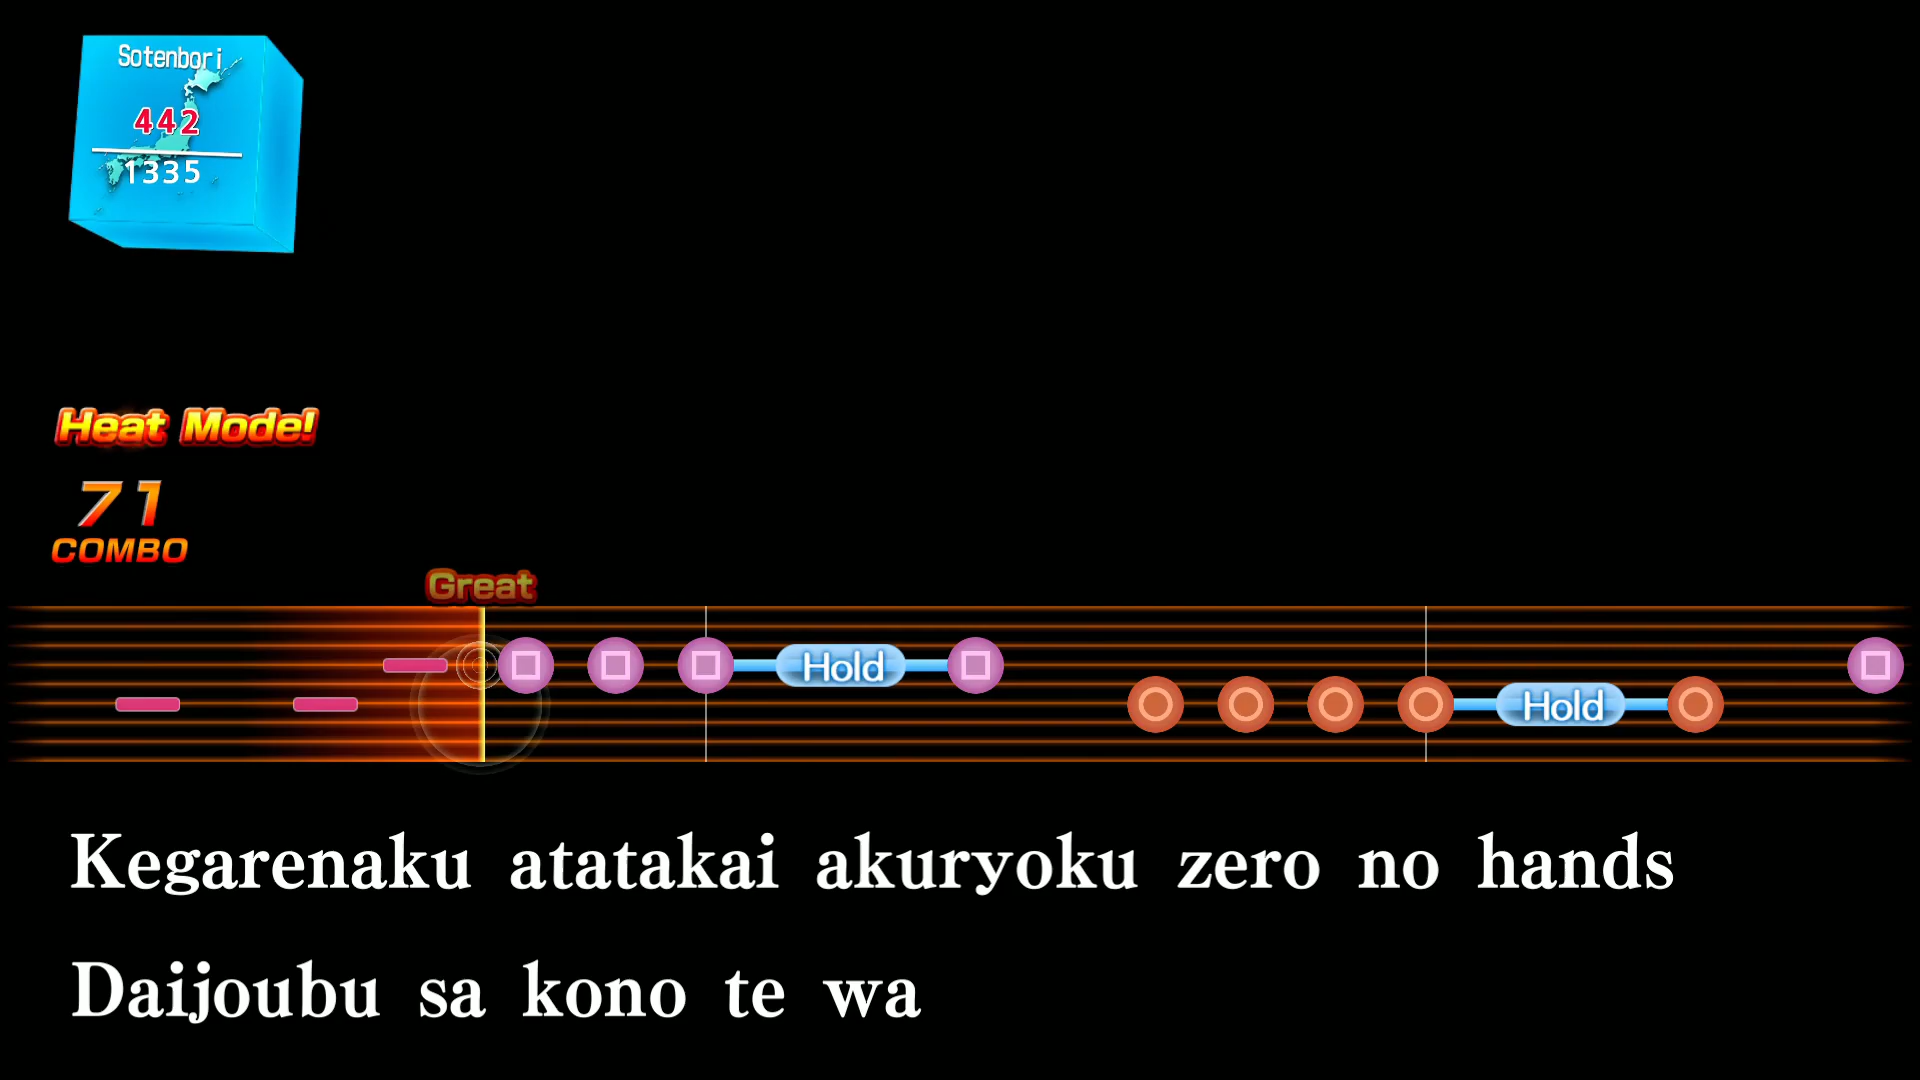 Sotenbori
442
1335
Heat Mode!
71
COMBO
Great
Hold
Hold
Kegarenaku atatakai akuryoku zero no hands
Daijoubu sa kono te wa